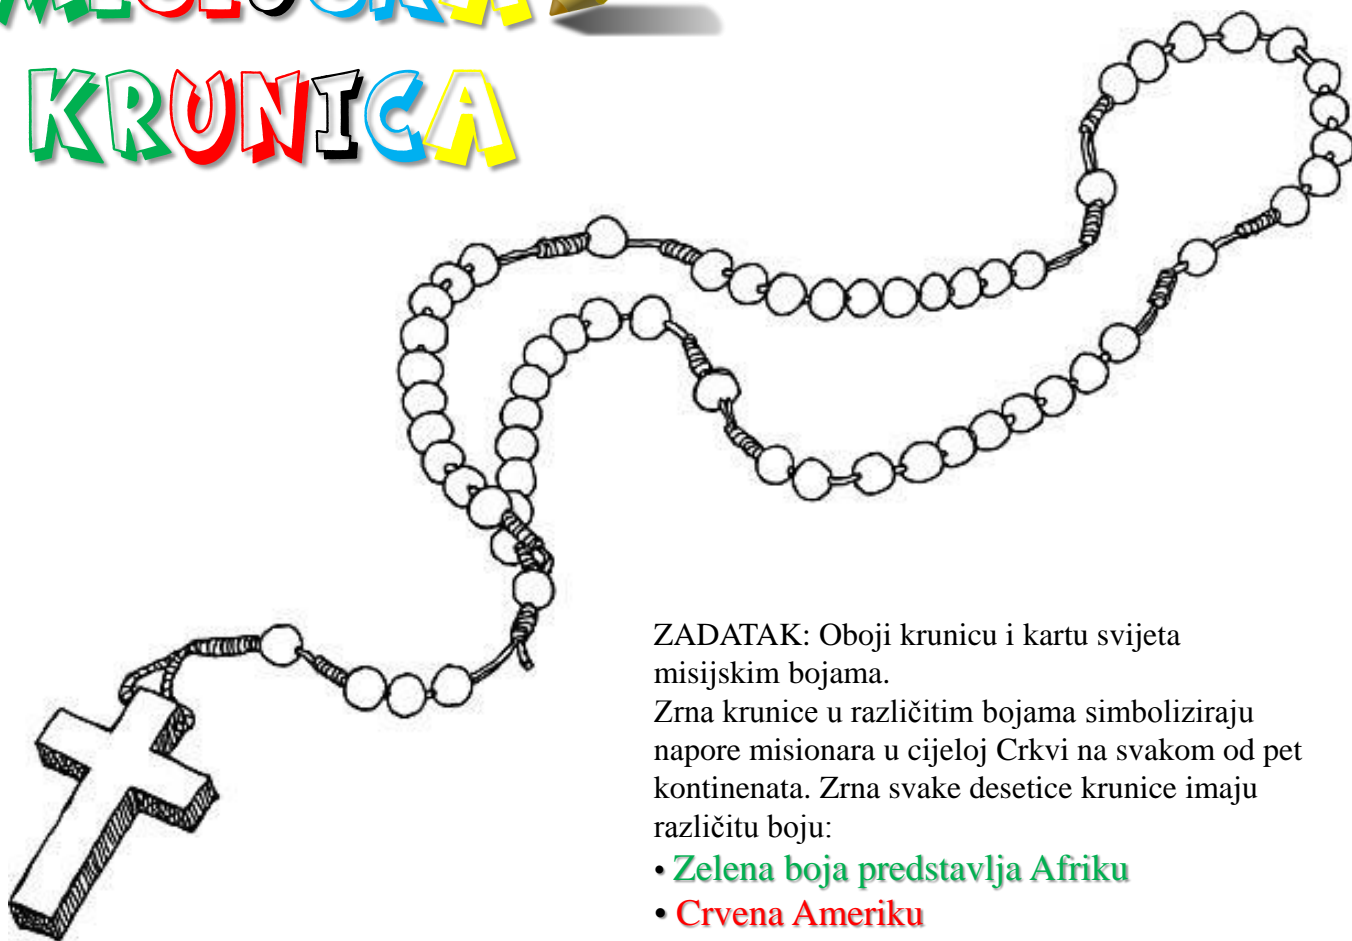 MISIJSKA
KRUNICA
ZADATAK: Oboji krunicu i kartu svijeta
misijskim bojama.
Zrna krunice u različitim bojama simboliziraju
napore misionara u cijeloj Crkvi na svakom od pet
kontinenata. Zrna svake desetice krunice imaju
različitu boju:
• Zelena boja predstavlja Afriku
• Crvena Ameriku